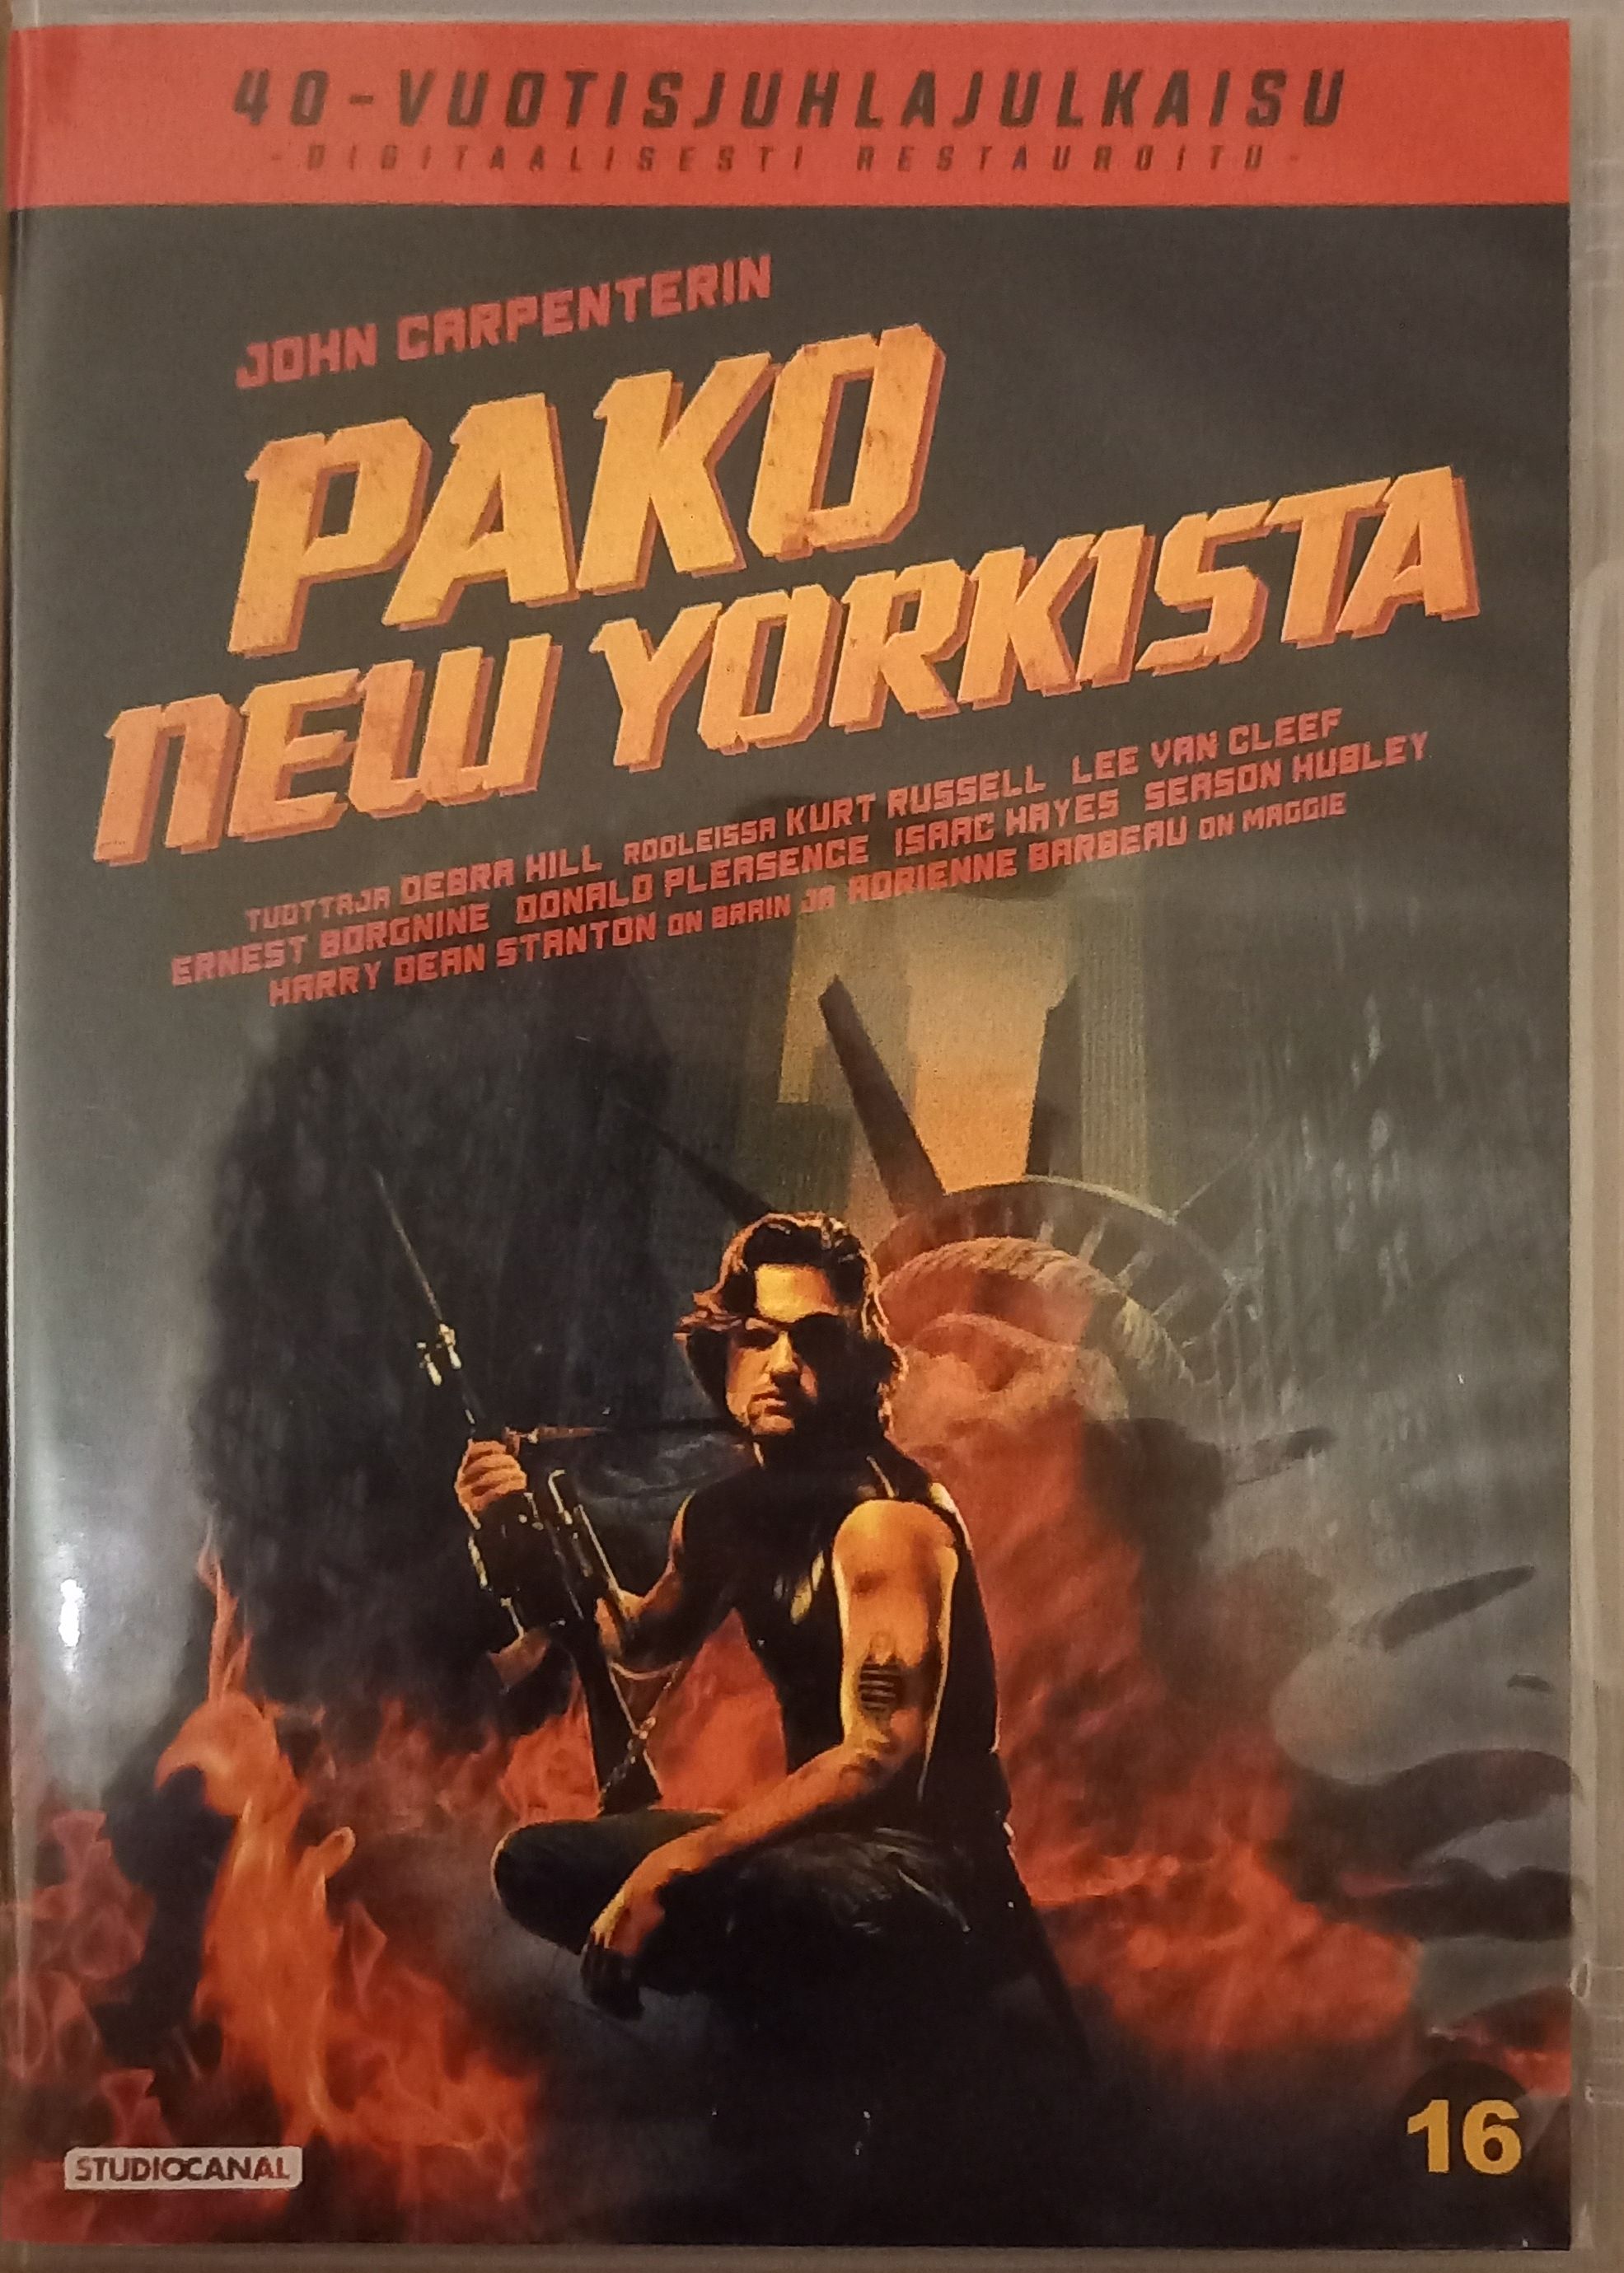 40-VUOTISJUHLAJULKAISU
-DIGITAALISESTI RESTAUROITU-
JOHN CARPENTERIN
PAKO
NEW YORKISTA
TUOTTAJA DEBRA HILL ROOLEISSA KURT RUSSELL LEE VAN CLEEF
ERNEST BORGNINE DONALD PLEASENCE ISAAC HAYES SEASON HUBLEY
HARRY DEAN STANTON ON BRAIN JA ADRIENNE BARBEAU ON MAGGIE
STUDIOCANAL
16